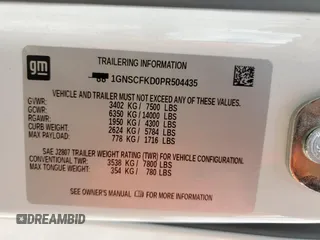 gm
TRAILERING INFORMATION
1GNSCFKD0PR504435
VEHICLE AND TRAILER MUST NOT EXCEED ANY OF THESE VALUES.
GVWR: 3402 KG / 7500 LBS
GCWR: 6350 KG / 14000 LBS
RGAWR: 1950 KG / 4300 LBS
CURB WEIGHT: 2624 KG / 5784 LBS
MAX PAYLOAD: 778 KG / 1716 LBS
SAE J2807 TRAILER WEIGHT RATING (TWR) FOR VEHICLE CONFIGURATION.
CONVENTIONAL TWR: 3538 KG / 7800 LBS
MAX TONGUE WEIGHT: 354 KG / 780 LBS
SEE OWNER'S MANUAL FOR MORE INFORMATION
DREAMBID